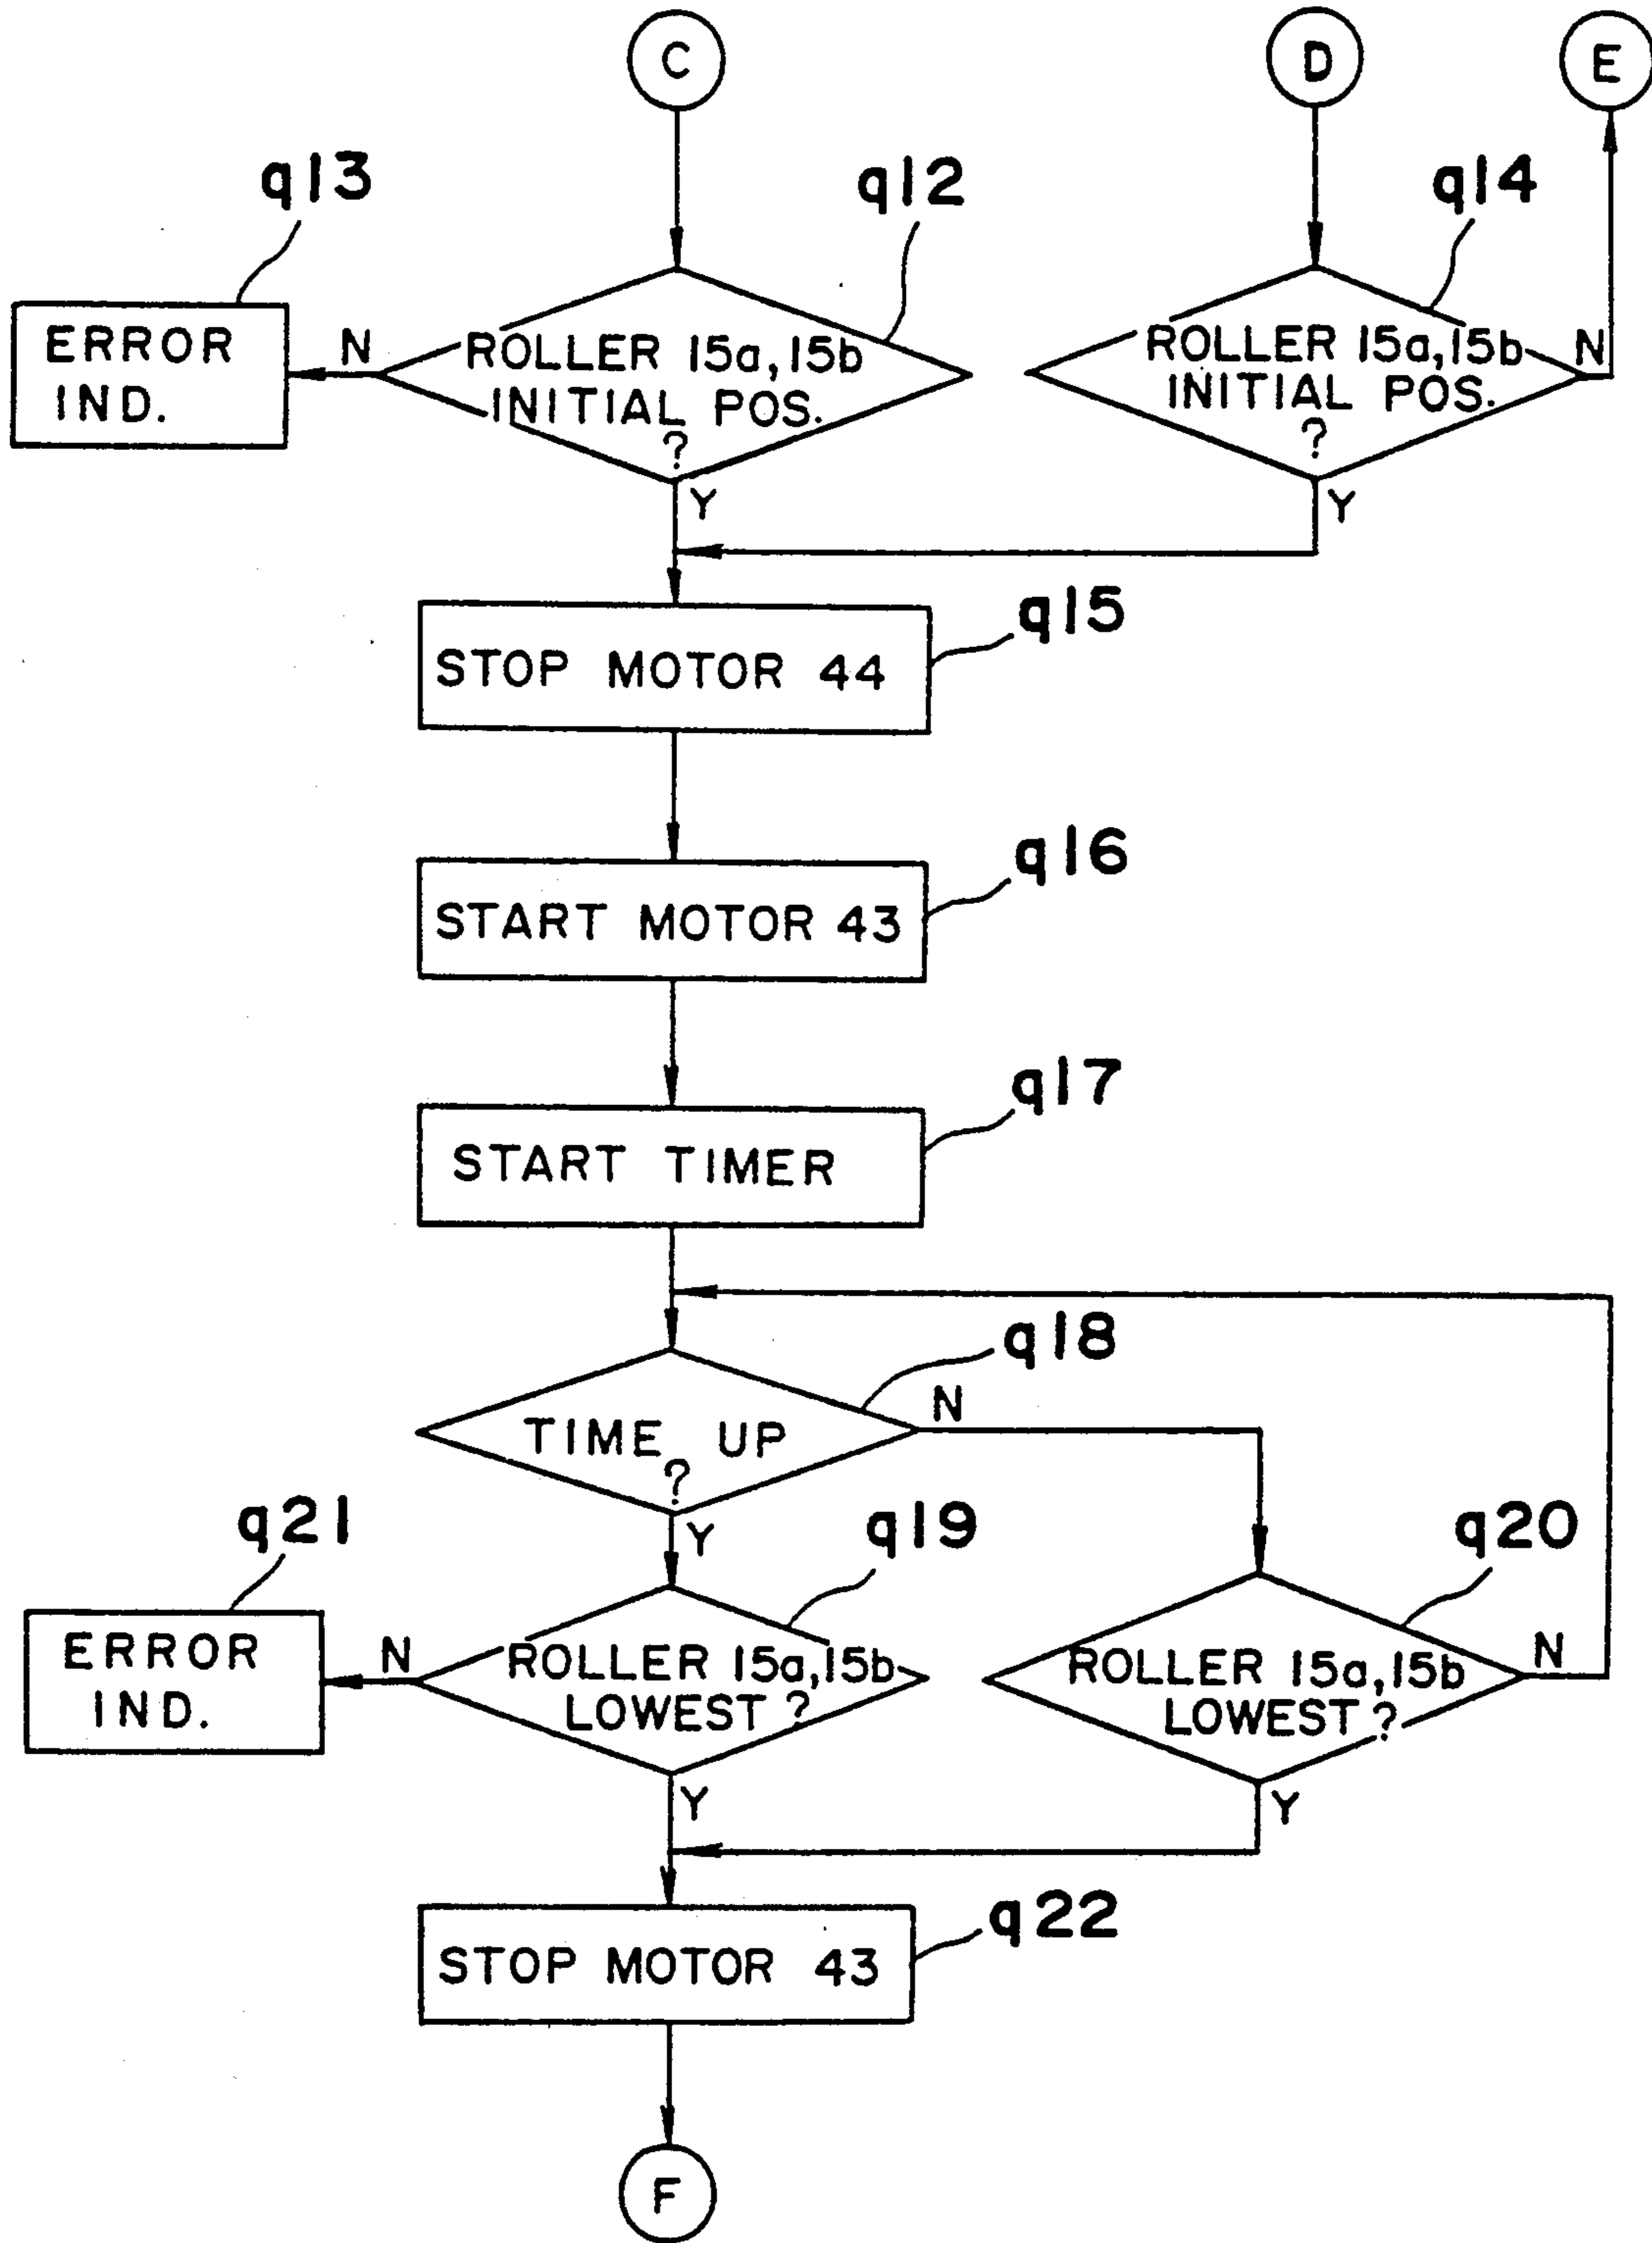 C
D
E
q13
q12
q14
ERROR
IND.
N
ROLLER 15a,15b
INITIAL POS.
?
Y
ROLLER 15a,15b
INITIAL POS.
?
N
Y
q15
STOP MOTOR 44
q16
START MOTOR 43
q17
START TIMER
q18
TIME UP
?
N
Y
q21
q19
q20
ERROR
IND.
N
ROLLER 15a,15b
LOWEST ?
Y
ROLLER 15a,15b
LOWEST ?
N
Y
q22
STOP MOTOR 43
F